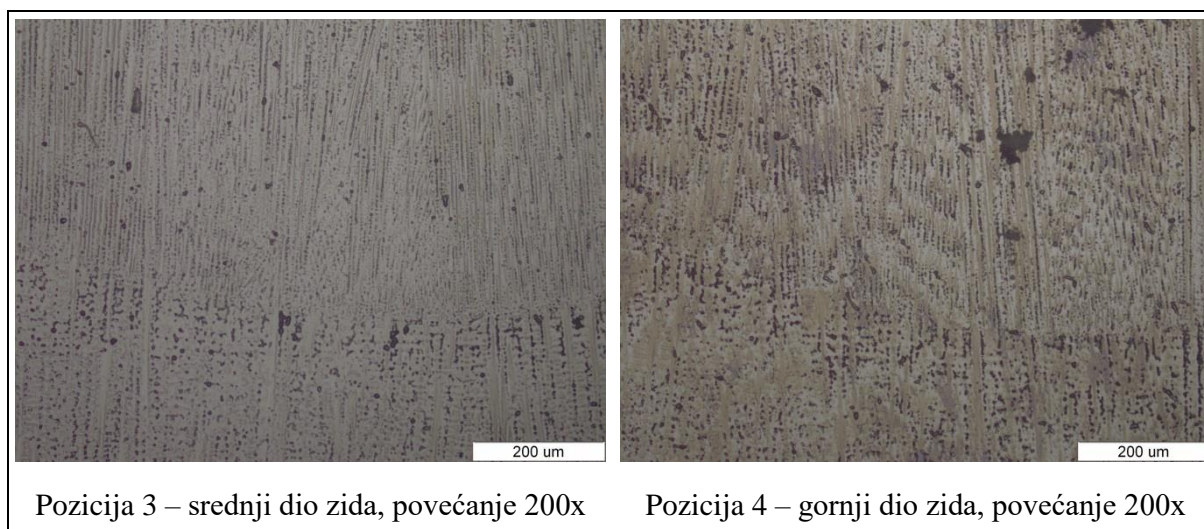 200 um
200 um
Pozicija 3 – srednji dio zida, povećanje 200x
Pozicija 4 – gornji dio zida, povećanje 200x